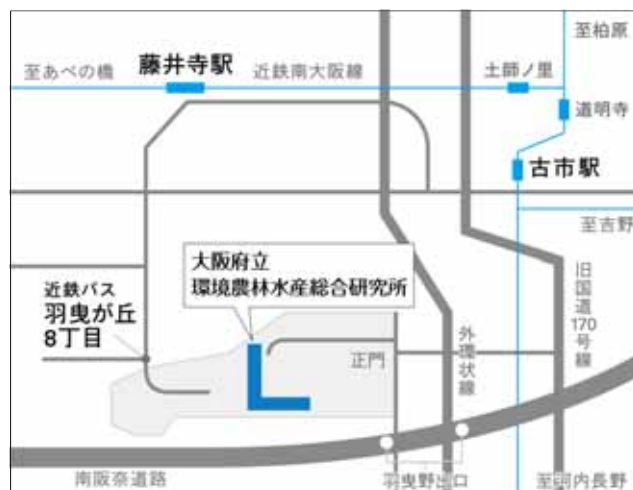 至柏原
藤井寺駅
至あべの橋
近鉄南大阪線
土師ノ里
道明寺
古市駅
至吉野
大阪府立
環境農林水産総合研究所
近鉄バス
羽曳が丘
8丁目
正門
外環状線
旧国道170号線
南阪奈道路
羽曳野出口
至河内長野